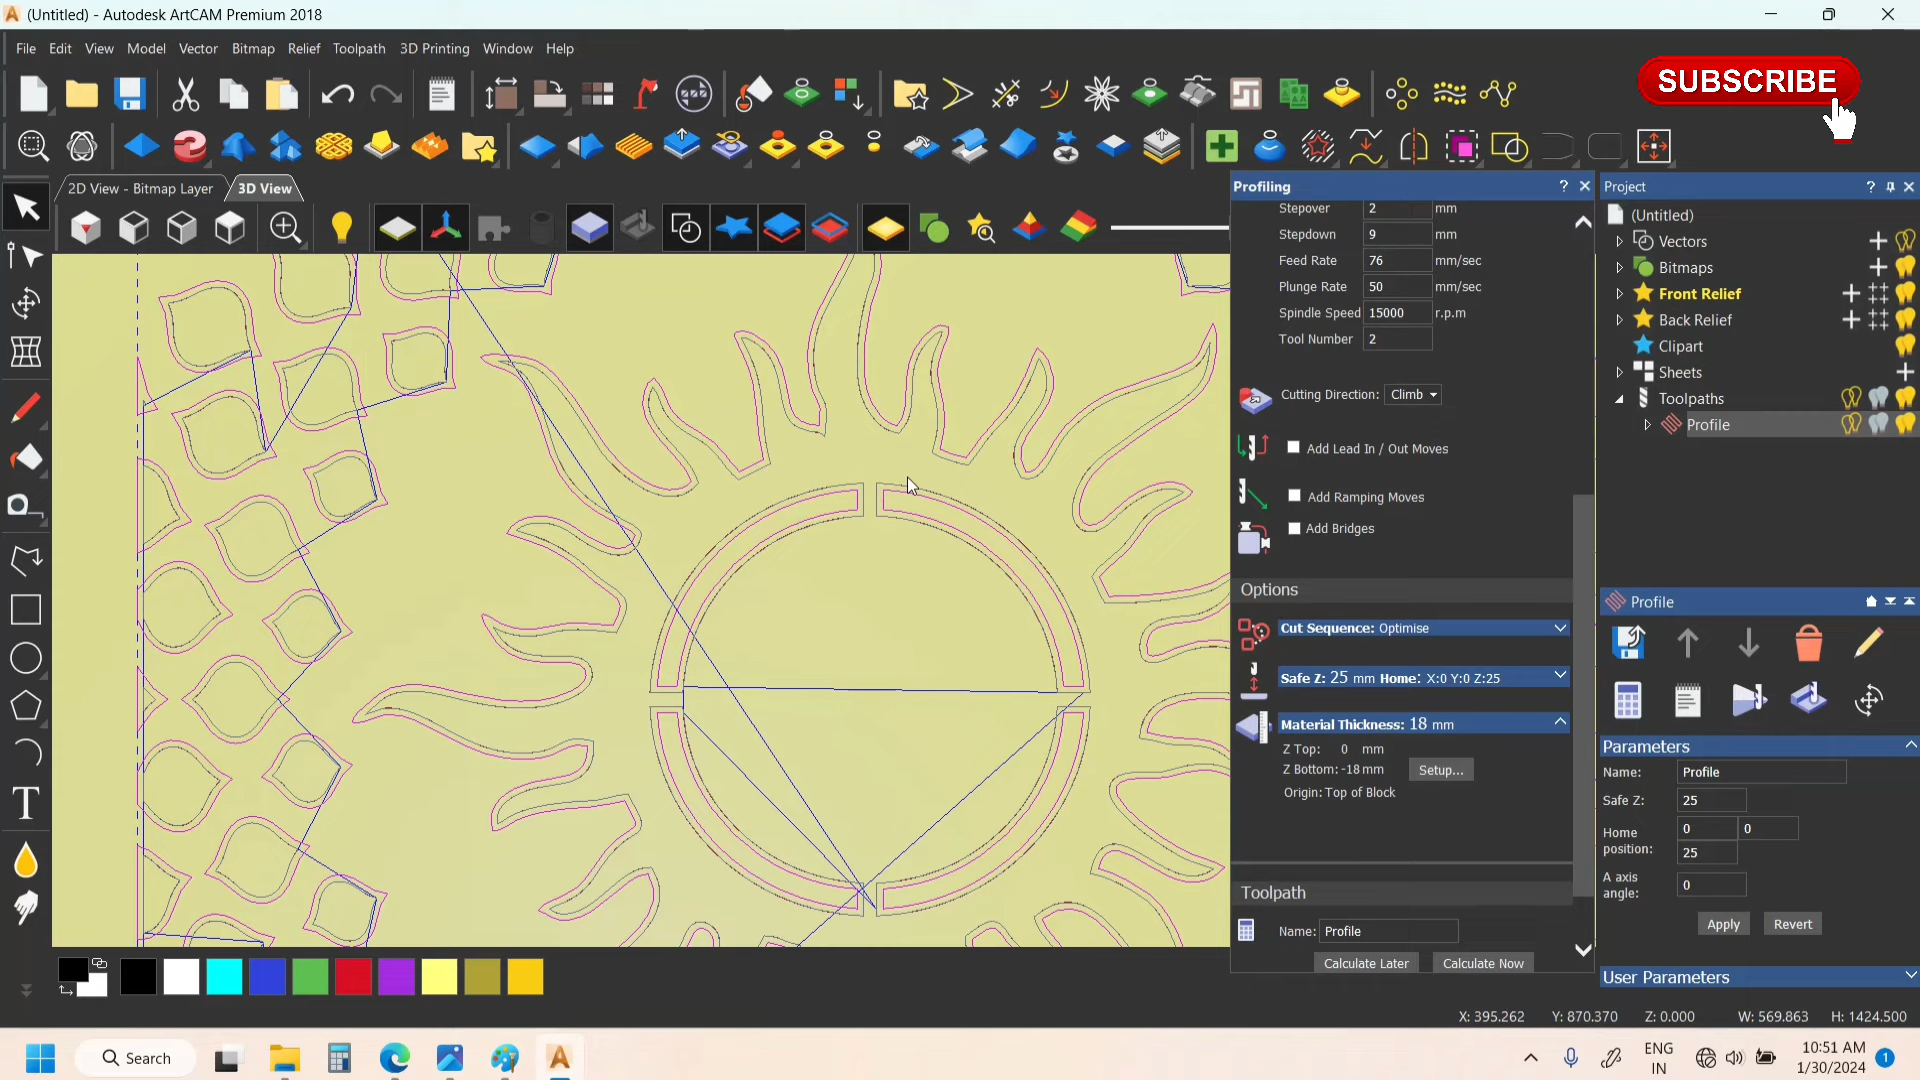 (Untitled) - Autodesk ArtCAM Premium 2018
File Edit View Model Vector Bitmap Relief Toolpath 3D Printing Window Help
SUBSCRIBE
2D View - Bitmap Layer 3D View
Profiling ?
Stepover 2 mm
Stepdown 9 mm
Feed Rate 76 mm/sec
Plunge Rate 50 mm/sec
Spindle Speed 15000 r.p.m
Tool Number 2
Cutting Direction: Climb
Add Lead In / Out Moves
Add Ramping Moves
Add Bridges
Options
Cut Sequence: Optimise
Safe Z: 25 mm Home: X:0 Y:0 Z:25
Material Thickness: 18 mm
Z Top: 0 mm
Z Bottom: -18 mm Setup...
Origin: Top of Block
Toolpath
Name: Profile
Calculate Later Calculate Now
Project ?
(Untitled)
Vectors
Bitmaps
Front Relief
Back Relief
Clipart
Sheets
Toolpaths
Profile
Profile
Parameters
Name: Profile
Safe Z: 25
Home position: 0 0
25
A axis angle: 0
Apply Revert
User Parameters
X: 395.262 Y: 870.370 Z: 0.000 W: 569.863 H: 1424.500
Search
ENG
IN
10:51 AM
1/30/2024
1